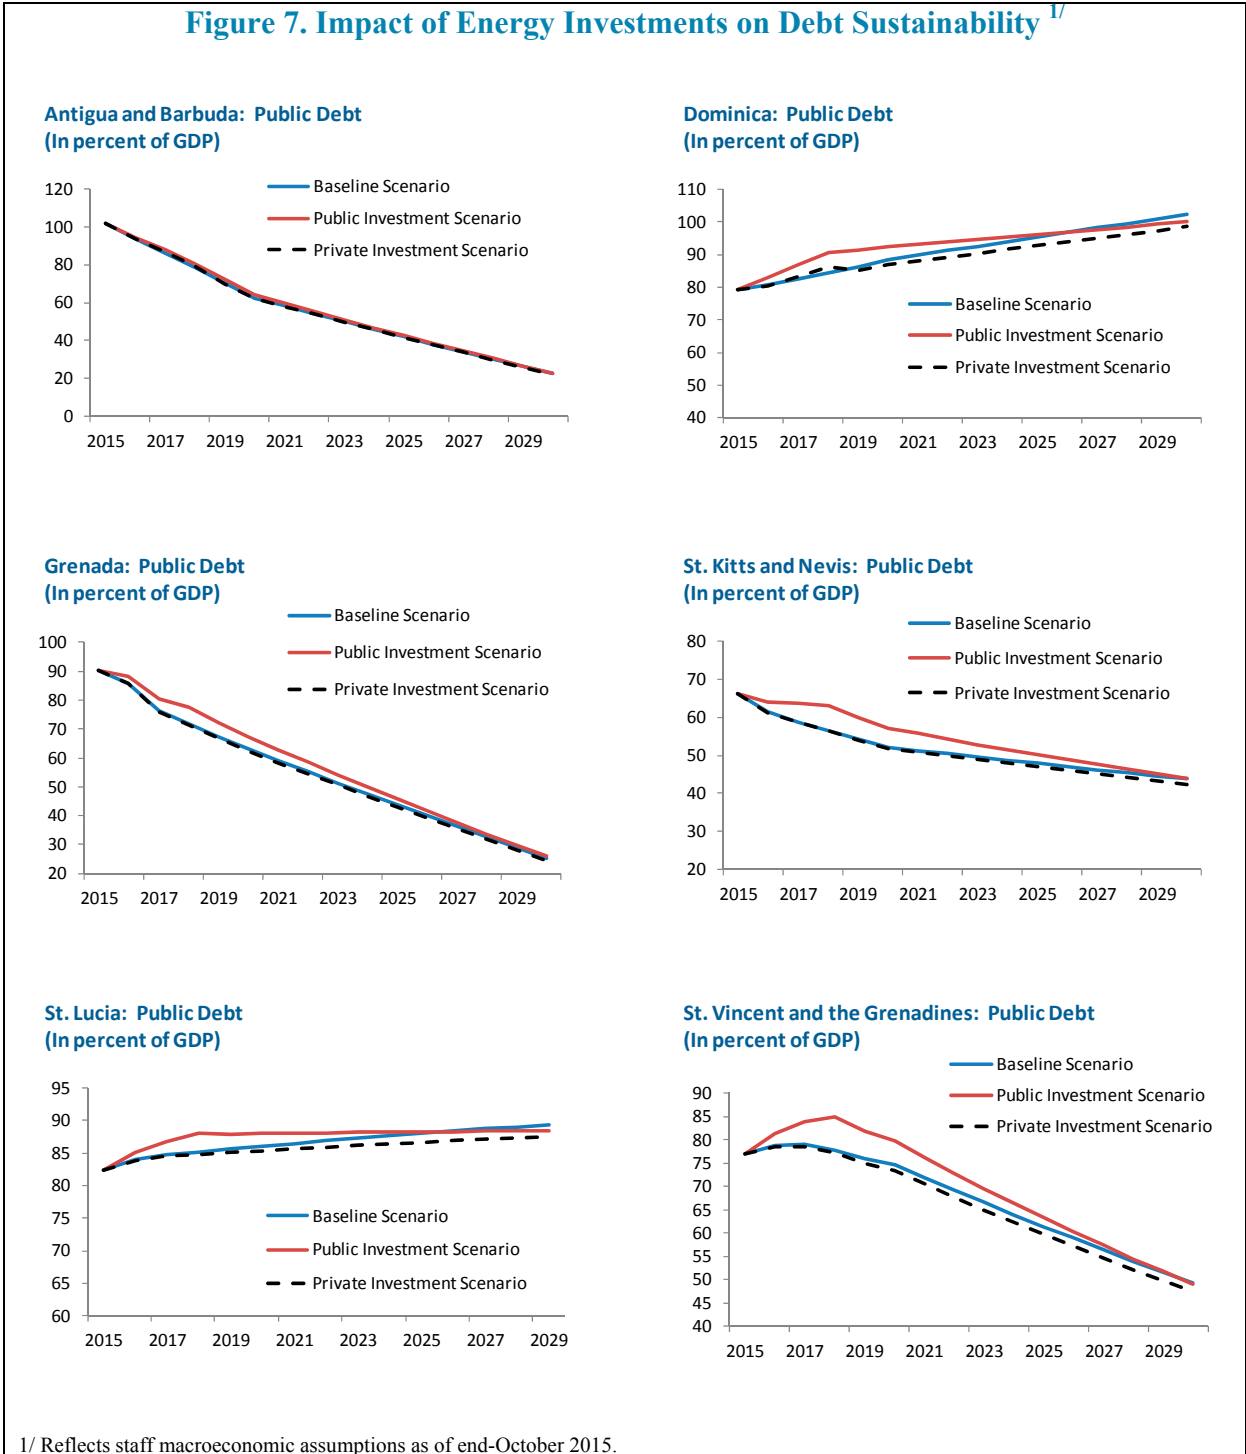 Figure 7. Impact of Energy Investments on Debt Sustainability 1/
Antigua and Barbuda: Public Debt
(In percent of GDP)
120
100
80
60
40
20
0
2015 2017 2019 2021 2023 2025 2027 2029
Baseline Scenario
Public Investment Scenario
Private Investment Scenario
Dominica: Public Debt
(In percent of GDP)
110
100
90
80
70
60
50
40
2015 2017 2019 2021 2023 2025 2027 2029
Baseline Scenario
Public Investment Scenario
Private Investment Scenario
Grenada: Public Debt
(In percent of GDP)
Baseline Scenario
Public Investment Scenario
Private Investment Scenario
100
90
80
70
60
50
40
30
20
2015 2017 2019 2021 2023 2025 2027 2029
St. Kitts and Nevis: Public Debt
(In percent of GDP)
Baseline Scenario
Public Investment Scenario
Private Investment Scenario
80
70
60
50
40
30
20
2015 2017 2019 2021 2023 2025 2027 2029
St. Lucia: Public Debt
(In percent of GDP)
95
90
85
80
75
70
65
60
2015 2017 2019 2021 2023 2025 2027 2029
Baseline Scenario
Public Investment Scenario
Private Investment Scenario
St. Vincent and the Grenadines: Public Debt
(In percent of GDP)
Baseline Scenario
Public Investment Scenario
Private Investment Scenario
90
85
80
75
70
65
60
55
50
45
40
2015 2017 2019 2021 2023 2025 2027 2029
1/ Reflects staff macroeconomic assumptions as of end-October 2015.